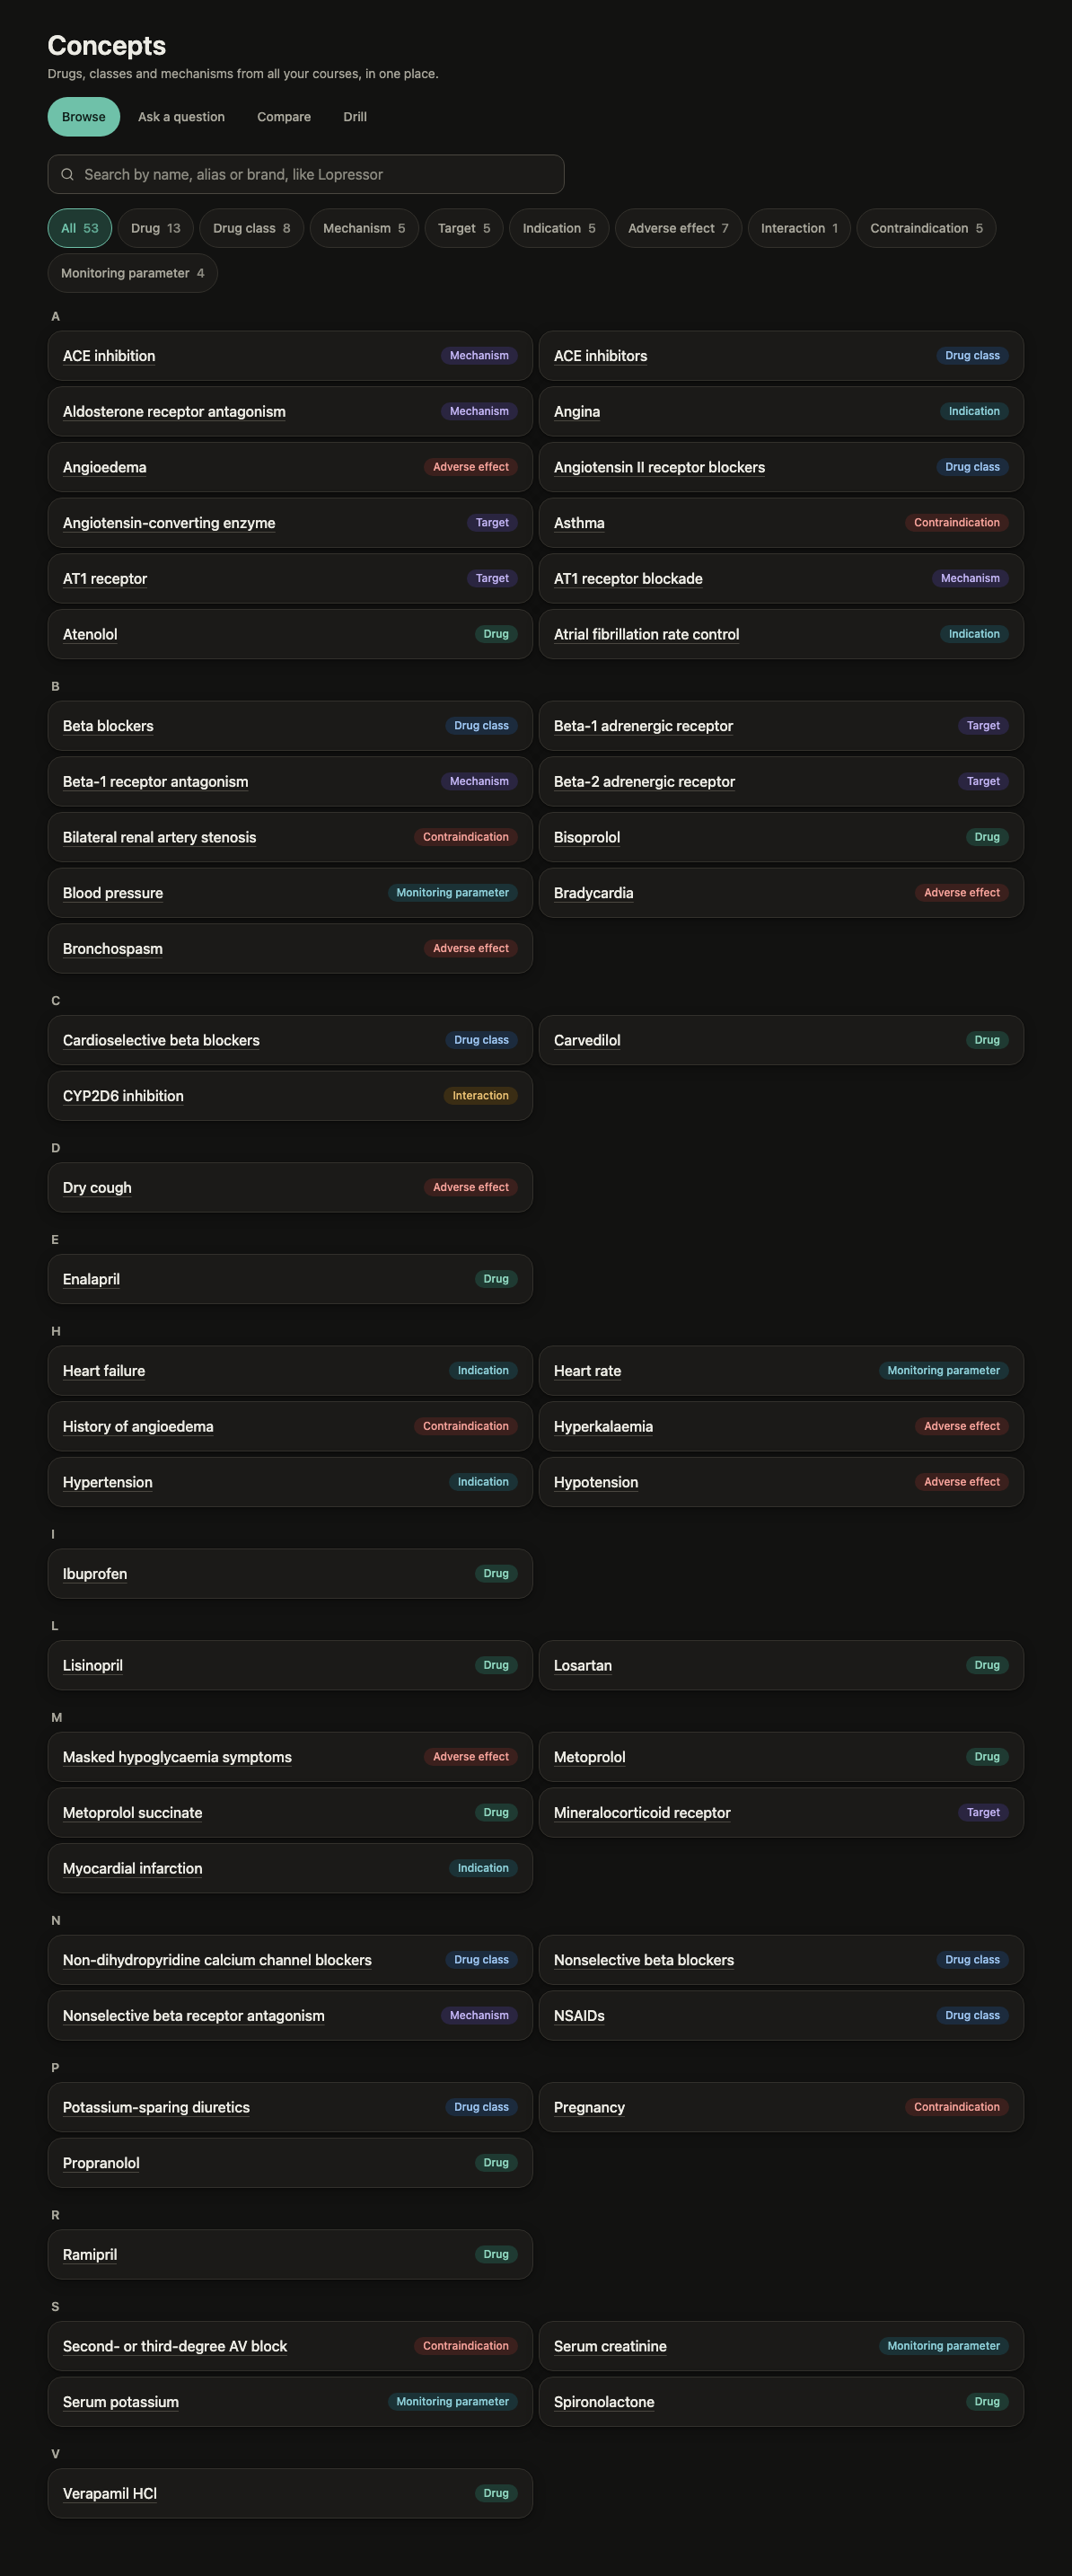 Concepts
Drugs, classes and mechanisms from all your courses, in one place.
Browse Ask a question Compare Drill
Search by name, alias or brand, like Lopressor
All 53 Drug 13 Drug class 8 Mechanism 5 Target 5 Indication 5 Adverse effect 7 Interaction 1 Contraindication 5
Monitoring parameter 4
A
ACE inhibition Mechanism ACE inhibitors Drug class
Aldosterone receptor antagonism Mechanism Angina Indication
Angioedema Adverse effect Angiotensin II receptor blockers Drug class
Angiotensin-converting enzyme Target Asthma Contraindication
AT1 receptor Target AT1 receptor blockade Mechanism
Atenolol Drug Atrial fibrillation rate control Indication
B
Beta blockers Drug class Beta-1 adrenergic receptor Target
Beta-1 receptor antagonism Mechanism Beta-2 adrenergic receptor Target
Bilateral renal artery stenosis Contraindication Bisoprolol Drug
Blood pressure Monitoring parameter Bradycardia Adverse effect
Bronchospasm Adverse effect
C
Cardioselective beta blockers Drug class Carvedilol Drug
CYP2D6 inhibition Interaction
D
Dry cough Adverse effect
E
Enalapril Drug
H
Heart failure Indication Heart rate Monitoring parameter
History of angioedema Contraindication Hyperkalaemia Adverse effect
Hypertension Indication Hypotension Adverse effect
I
Ibuprofen Drug
L
Lisinopril Drug Losartan Drug
M
Masked hypoglycaemia symptoms Adverse effect Metoprolol Drug
Metoprolol succinate Drug Mineralocorticoid receptor Target
Myocardial infarction Indication
N
Non-dihydropyridine calcium channel blockers Drug class Nonselective beta blockers Drug class
Nonselective beta receptor antagonism Mechanism NSAIDs Drug class
P
Potassium-sparing diuretics Drug class Pregnancy Contraindication
Propranolol Drug
R
Ramipril Drug
S
Second- or third-degree AV block Contraindication Serum creatinine Monitoring parameter
Serum potassium Monitoring parameter Spironolactone Drug
V
Verapamil HCl Drug